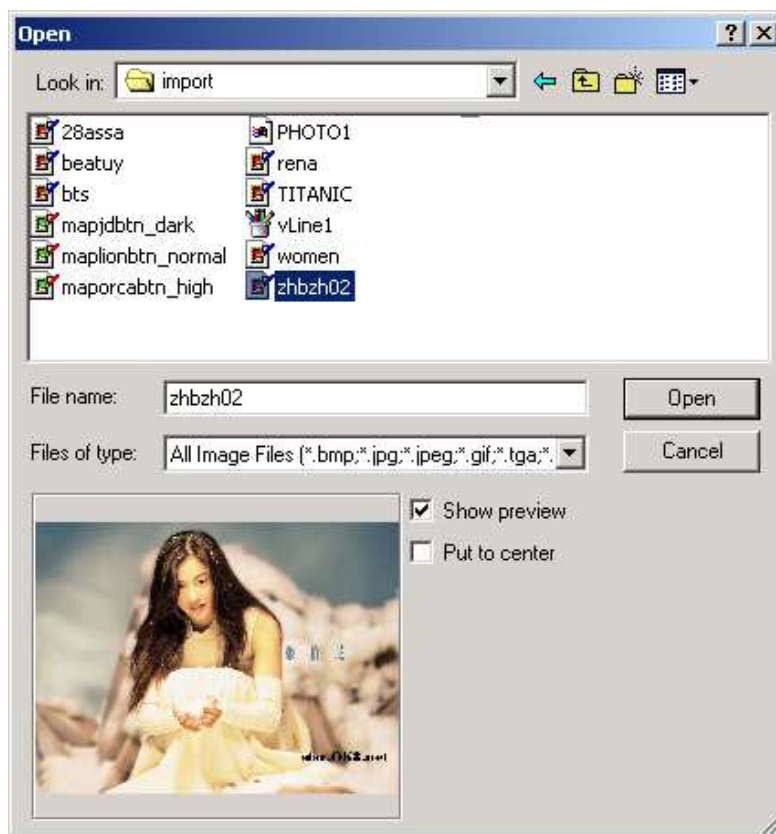 Open
Look in: import
28assa
beatuy
bts
mapjdbtn_dark
maplionbtn_normal
maporcabtn_high
PHOTO1
rena
TITANIC
vLine1
women
zhbzh02
File name: zhbzh02 Open
Files of type: All Image Files (*.bmp;*.jpg;*.jpeg;*.gif;*.tga;*. Cancel
Show preview
Put to center